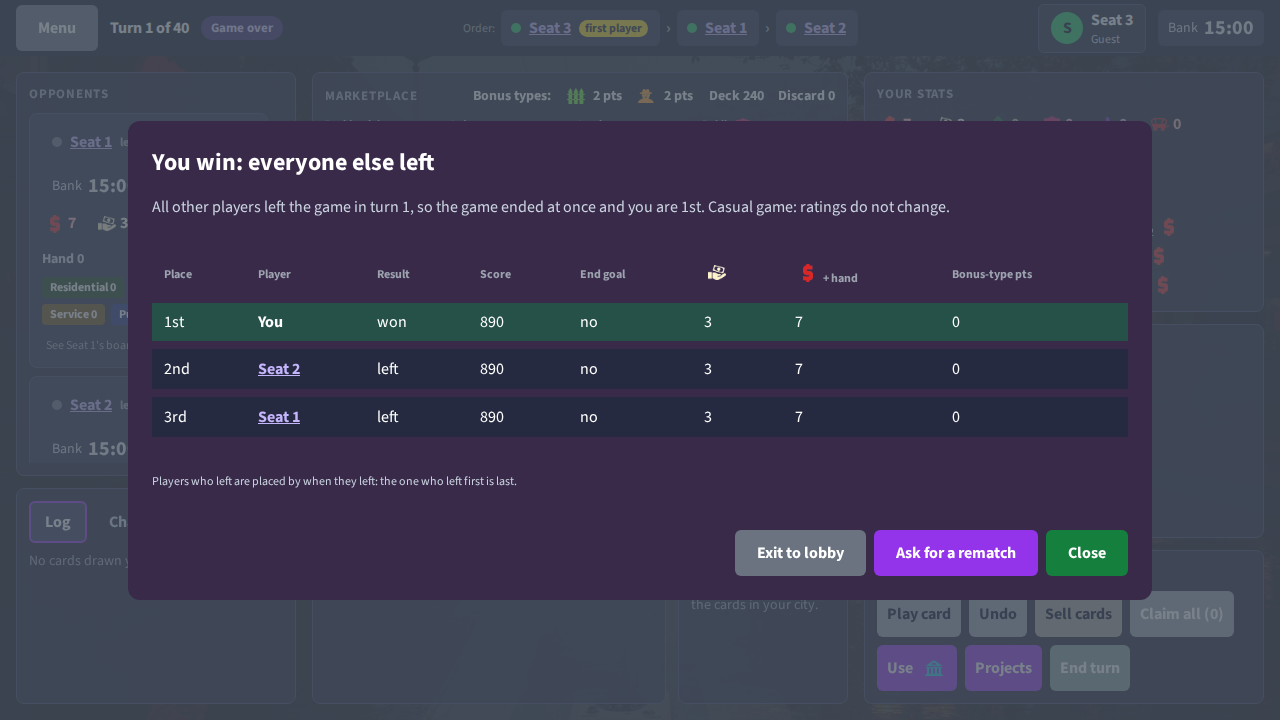 Menu
Turn 1 of 40
Game over
Order:
Seat 3
first player
›
Seat 1
›
Seat 2
S
Seat 3
Guest
Bank 15:00
OPPONENTS
Seat 1
Bank
7
3
Hand 0
Residential 0
Service 0
Seat 2
Bank
MARKETPLACE
Bonus types:
2 pts
2 pts
Deck 240
Discard 0
YOUR STATS
0
You win: everyone else left
All other players left the game in turn 1, so the game ended at once and you are 1st. Casual game: ratings do not change.
Place Player Result Score End goal + hand Bonus-type pts
1st You won 890 no 3 7 0
2nd Seat 2 left 890 no 3 7 0
3rd Seat 1 left 890 no 3 7 0
Players who left are placed by when they left: the one who left first is last.
Exit to lobby
Ask for a rematch
Close
Log
No cards drawn
the cards in your city.
Play card
Undo
Sell cards
Claim all (0)
Use
Projects
End turn